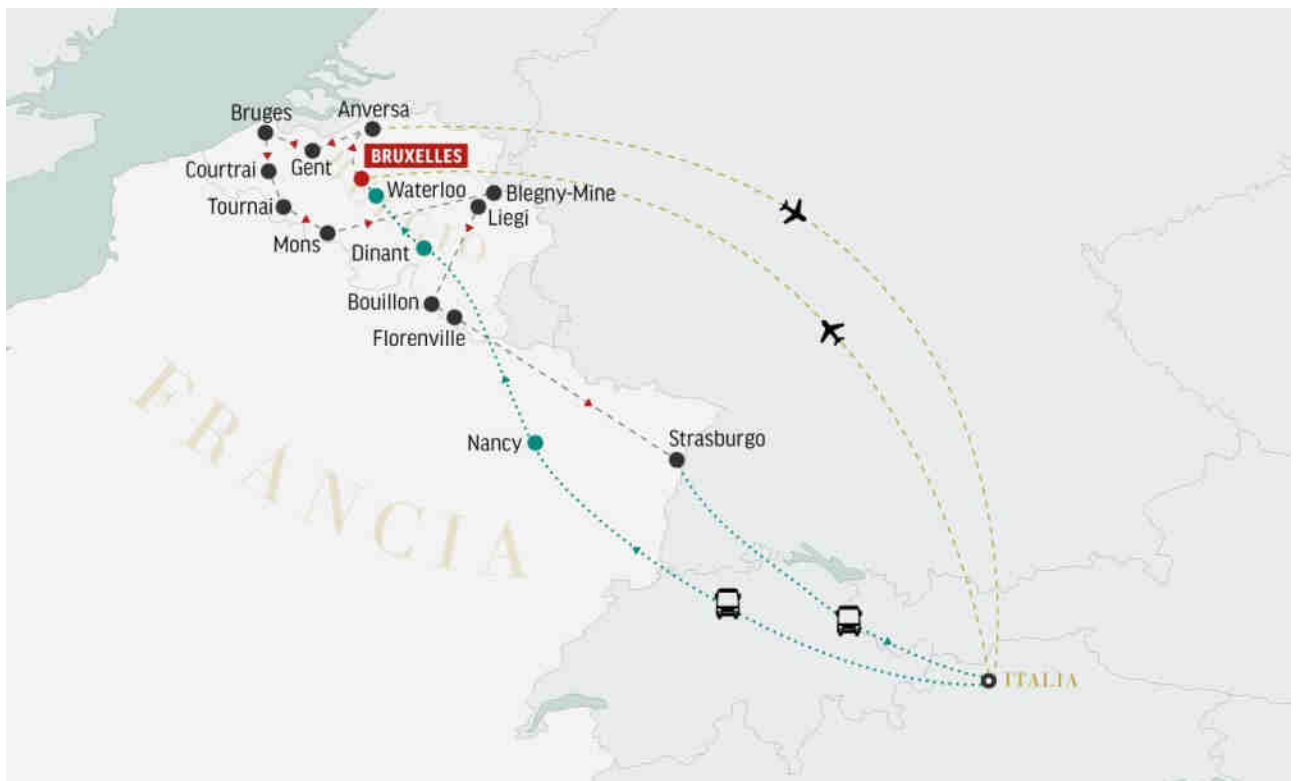 Bruges
Anversa
Gent
BRUXELLES
Courtrai
Waterloo
Blegny-Mine
Tournai
Liegi
Mons
Dinant
Bouillon
Florenville
FRANCIA
Nancy
Strasburgo
ITALIA